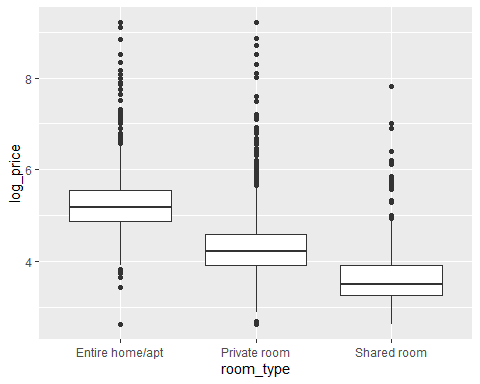 log_price
8
6
4
Entire home/apt
Private room
Shared room
room_type